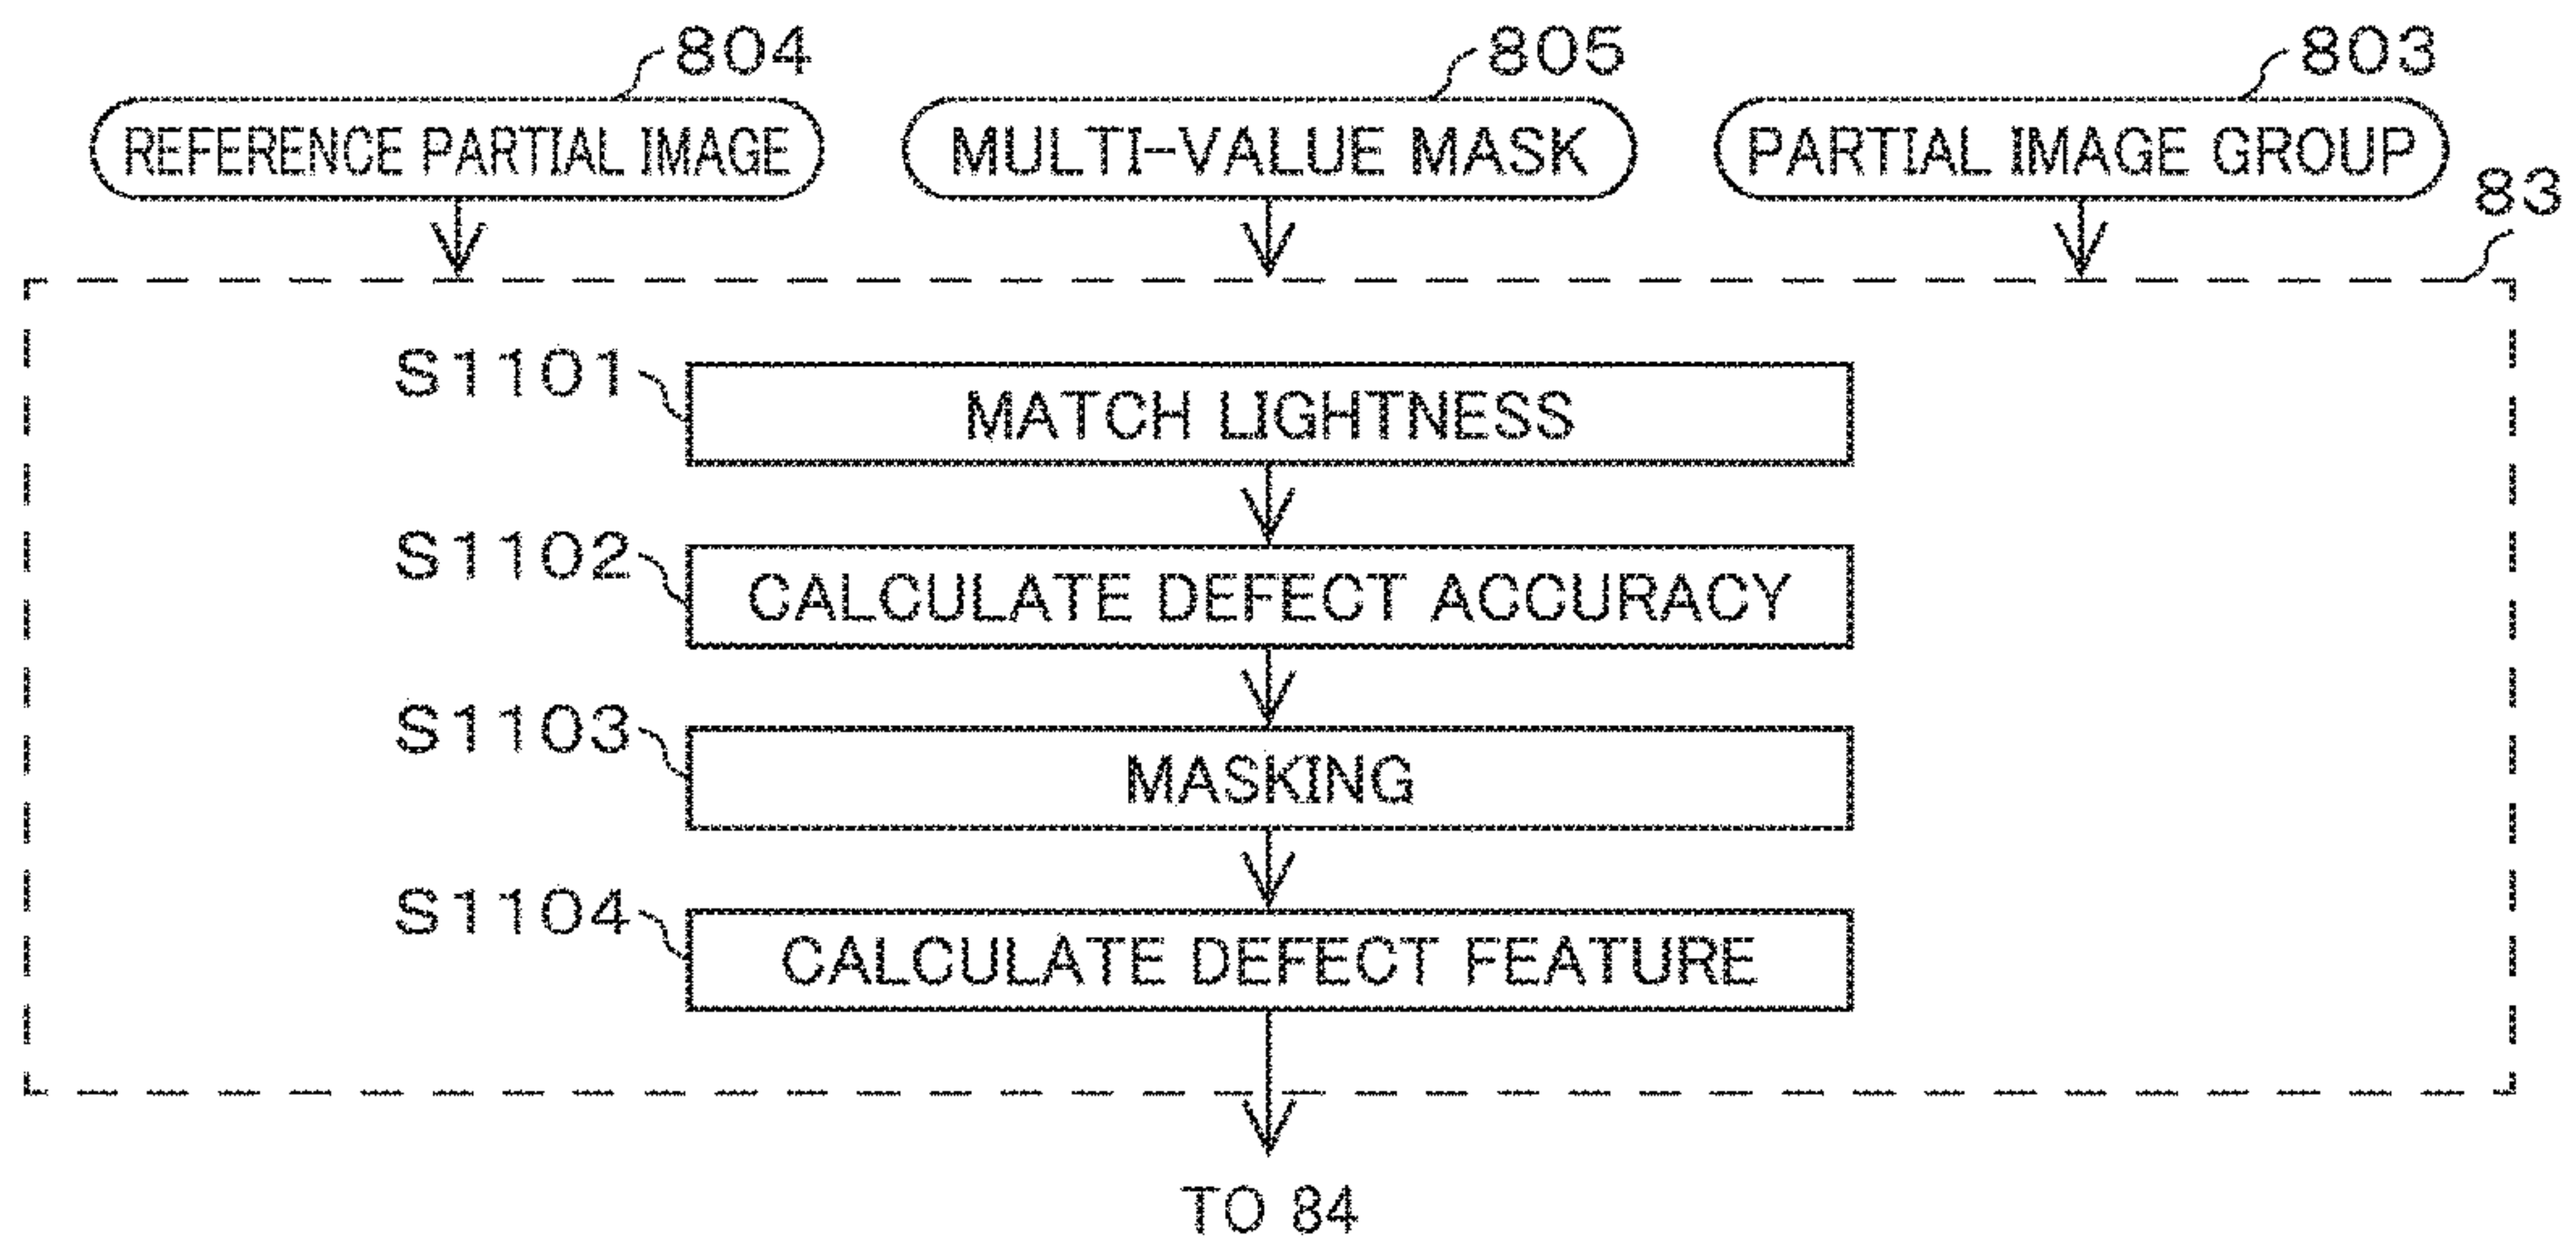 804
805
803
REFERENCE PARTIAL IMAGE
MULTI-VALUE MASK
PARTIAL IMAGE GROUP
83
S1101
MATCH LIGHTNESS
S1102
CALCULATE DEFECT ACCURACY
S1103
MASKING
S1104
CALCULATE DEFECT FEATURE
TO 84